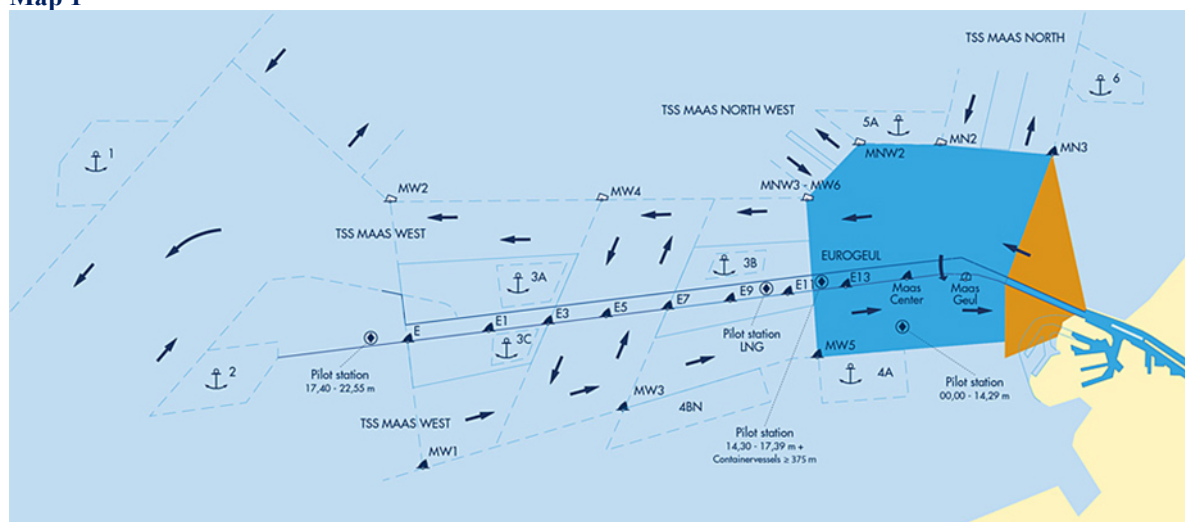 Map 1
TSS MAAS NORTH
6
TSS MAAS NORTH WEST
5A
MN2
MNW2
MN3
1
MW2
MW4
MNW3 - MW6
TSS MAAS WEST
3A
3B
EUROGEUL
E13
E11
E9
E7
E5
E3
E1
E
Maas
Center
Maas
Geul
3C
2
Pilot station
17,40 - 22,55 m
Pilot station
LNG
MW5
4A
Pilot station
00,00 - 14,29 m
MW3
4BN
TSS MAAS WEST
Pilot station
14,30 - 17,39 m +
Containervessels ≥ 375 m
MW1